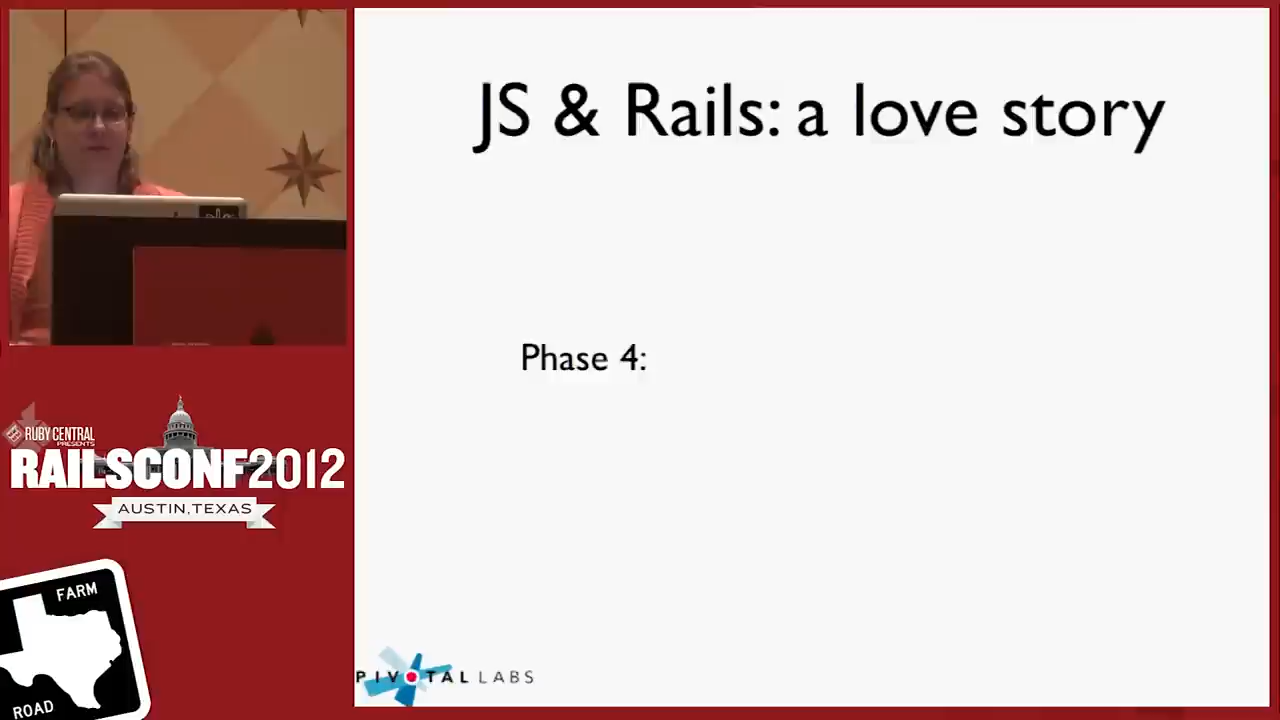 JS & Rails: a love story
Phase 4:
RUBY CENTRAL
PRESENTS
RAILSCONF2012
AUSTIN, TEXAS
FARM
ROAD
PIVOTAL LABS